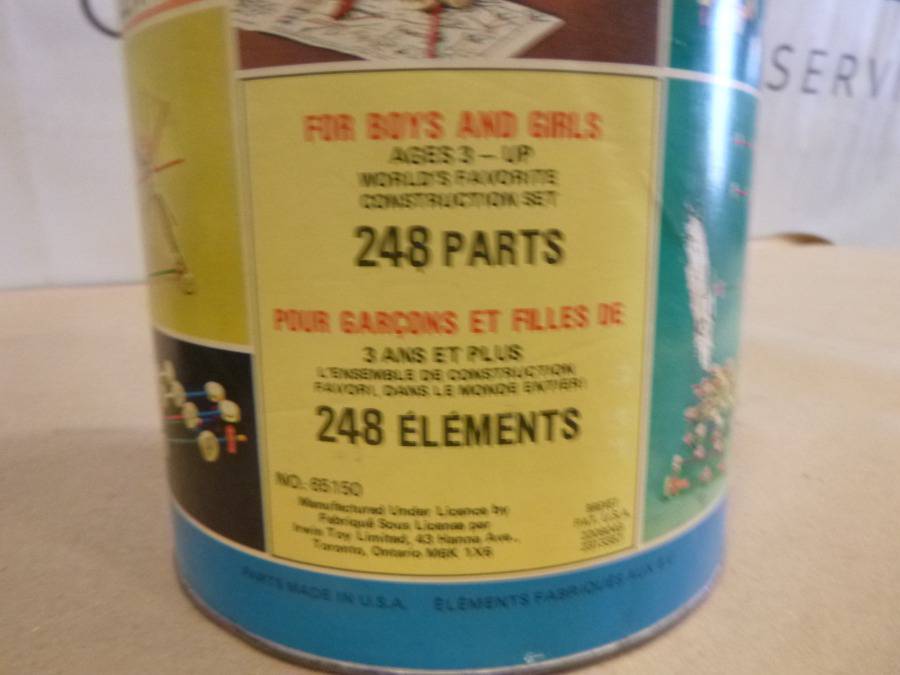 SERV
FOR BOYS AND GIRLS
AGES 3 – UP
WORLD'S FAVORITE
CONSTRUCTION SET
248 PARTS
POUR GARÇONS ET FILLES DE
3 ANS ET PLUS
L'ENSEMBLE DE CONSTRUCTION
FAVORI, DANS LE MONDE ENTIER!
248 ÉLÉMENTS
NO. 65150
Manufactured Under Licence by
Fabriqué Sous License par
Irwin Toy Limited, 43 Hanna Ave.,
Toronto, Ontario M6K 1X6
PAT. U.S.A.
PARTS MADE IN U.S.A. ÉLÉMENTS FABRIQUÉS AUX